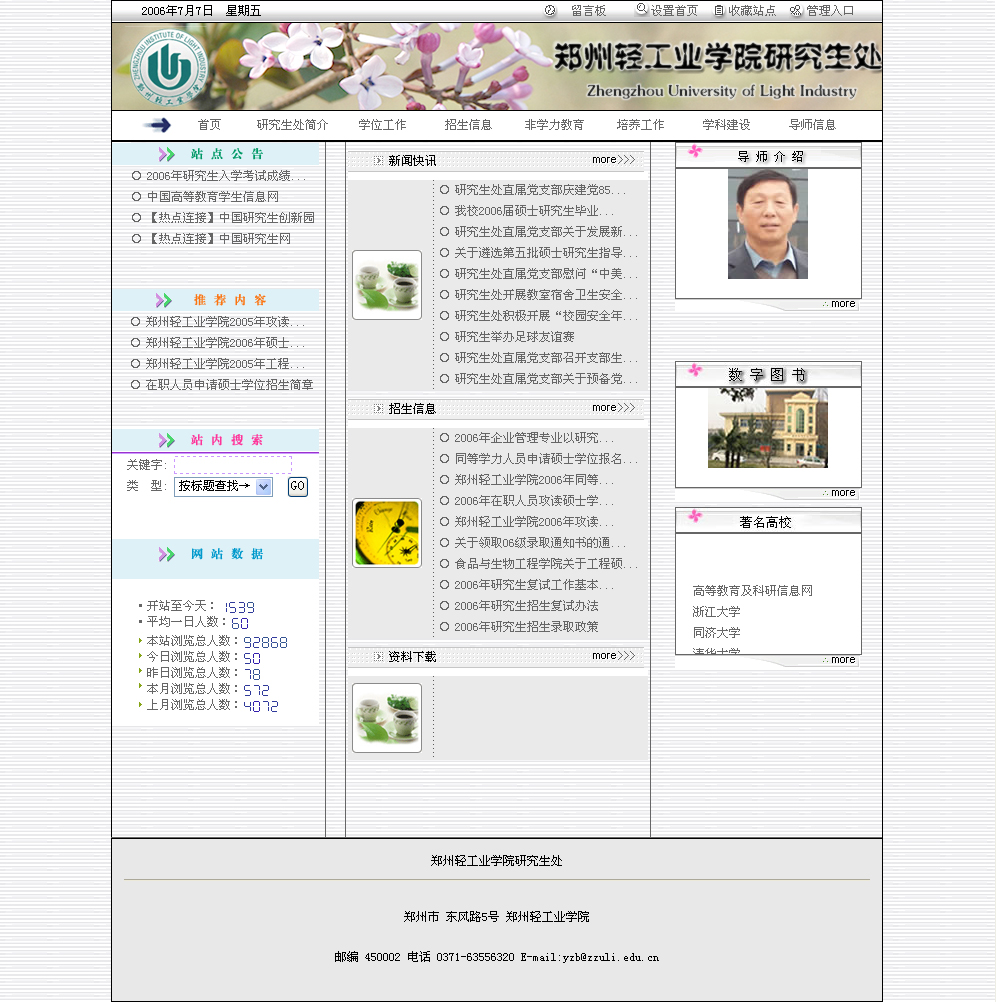 2006年7月7日 星期五
留言板 设置首页 收藏站点 管理入口
郑州轻工业学院研究生处
Zhengzhou University of Light Industry
首页 研究生处简介 学位工作 招生信息 非学力教育 培养工作 学科建设 导师信息
站点公告
2006年研究生入学考试成绩...
中国高等教育学生信息网
【热点连接】中国研究生创新园
【热点连接】中国研究生网
推荐内容
郑州轻工业学院2005年攻读...
郑州轻工业学院2006年硕士...
郑州轻工业学院2005年工程...
在职人员申请硕士学位招生简章
站内搜索
关键字:
类 型: 按标题查找→ GO
网站数据
开站至今天: 1539
平均一日人数: 60
本站浏览总人数: 92868
今日浏览总人数: 50
昨日浏览总人数: 78
本月浏览总人数: 572
上月浏览总人数: 4072
新闻快讯 more
研究生处直属党支部庆建党85...
我校2006届硕士研究生毕业...
研究生处直属党支部关于发展新...
关于遴选第五批硕士研究生指导...
研究生处直属党支部慰问“中美...
研究生处开展教室宿舍卫生安全...
研究生处积极开展“校园安全年...
研究生举办足球友谊赛
研究生处直属党支部召开支部生...
研究生处直属党支部关于预备党...
招生信息 more
2006年企业管理专业以研究...
同等学力人员申请硕士学位报名...
郑州轻工业学院2006年同等...
2006年在职人员攻读硕士学...
郑州轻工业学院2006年攻读...
关于领取06级录取通知书的通...
食品与生物工程学院关于工程硕...
2006年研究生复试工作基本...
2006年研究生招生复试办法
2006年研究生招生录取政策
资料下载 more
导师介绍
more
数字图书
more
著名高校
高等教育及科研信息网
浙江大学
同济大学
清华大学
more
郑州轻工业学院研究生处
郑州市 东风路5号 郑州轻工业学院
邮编 450002 电话 0371-63556320 E-mail:yzb@zzuli.edu.cn